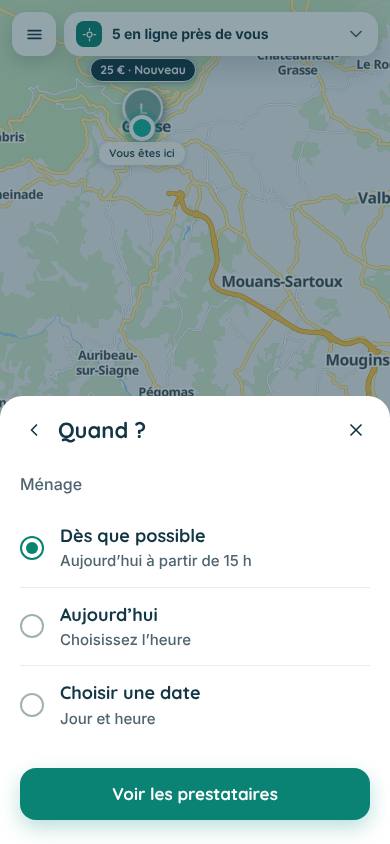 5 en ligne près de vous
Châteauneuf-
Grasse
Le Ro
25 € · Nouveau
Vous êtes ici
Valb
Mouans-Sartoux
Auribeau-
sur-Siagne
Mougins
Pégomas
Quand ?
Ménage
Dès que possible
Aujourd’hui à partir de 15 h
Aujourd’hui
Choisissez l’heure
Choisir une date
Jour et heure
Voir les prestataires